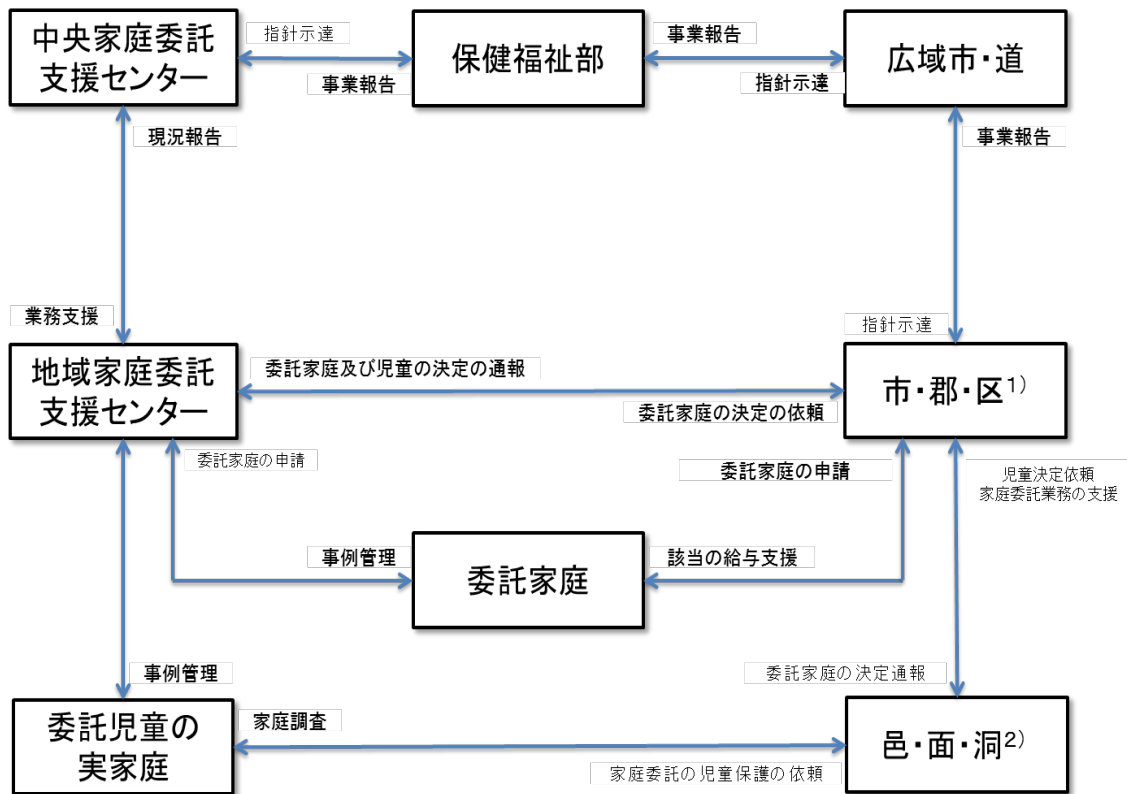 中央家庭委託
支援センター
指針示達
事業報告
保健福祉部
事業報告
指針示達
広域市・道
現況報告
事業報告
業務支援
指針示達
地域家庭委託
支援センター
委託家庭及び児童の決定の通報
委託家庭の決定の依頼
市・郡・区1)
委託家庭の申請
委託家庭の申請
児童決定依頼
家庭委託業務の支援
事例管理
委託家庭
該当の給与支援
事例管理
委託家庭の決定通報
委託児童の
実家庭
家庭調査
家庭委託の児童保護の依頼
邑・面・洞2)